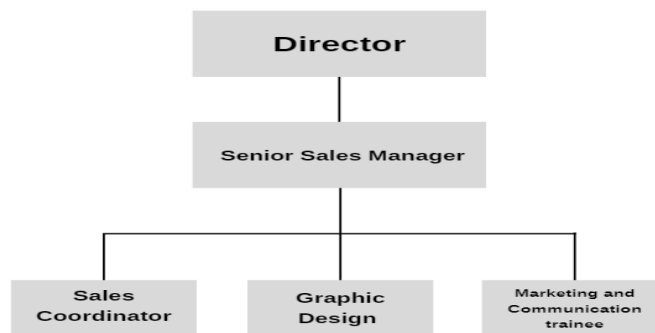 Director
Senior Sales Manager
Sales
Coordinator
Graphic
Design
Marketing and
Communication
trainee